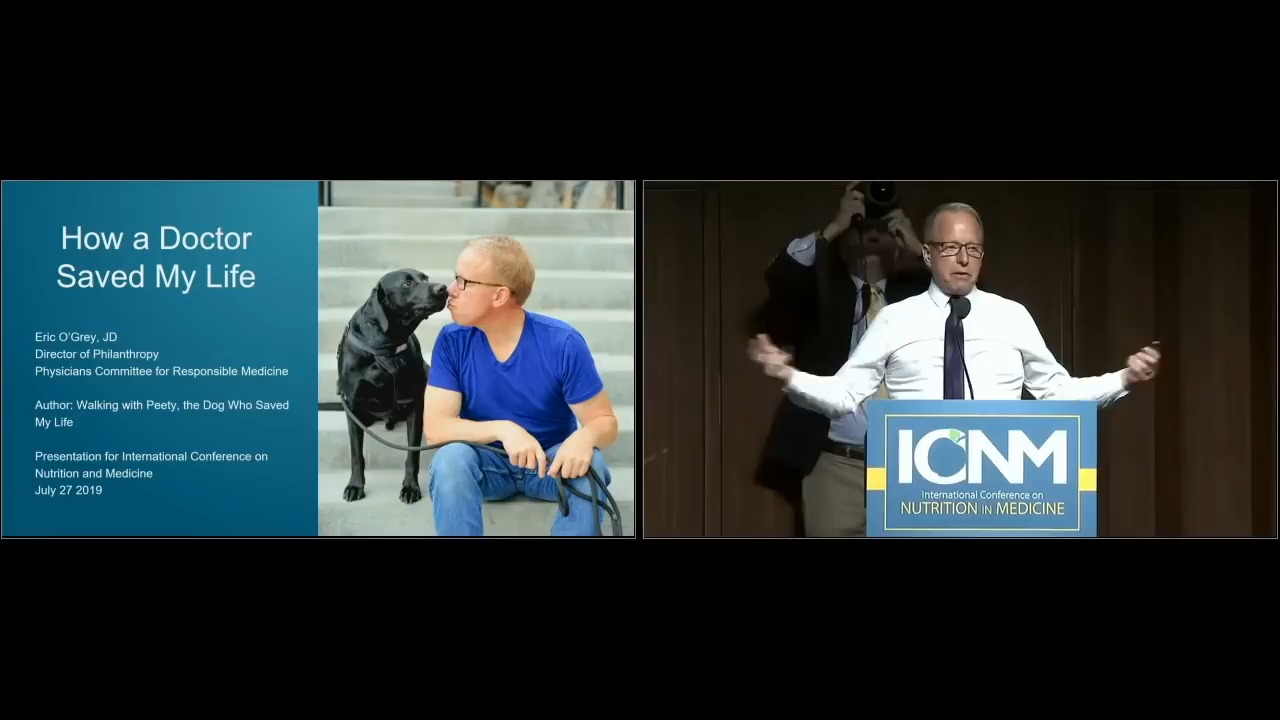 How a Doctor
Saved My Life
Eric O'Grey, JD
Director of Philanthropy
Physicians Committee for Responsible Medicine
Author: Walking with Peety, the Dog Who Saved
My Life
Presentation for International Conference on
Nutrition and Medicine
July 27 2019
ICNM
International Conference on
NUTRITION IN MEDICINE